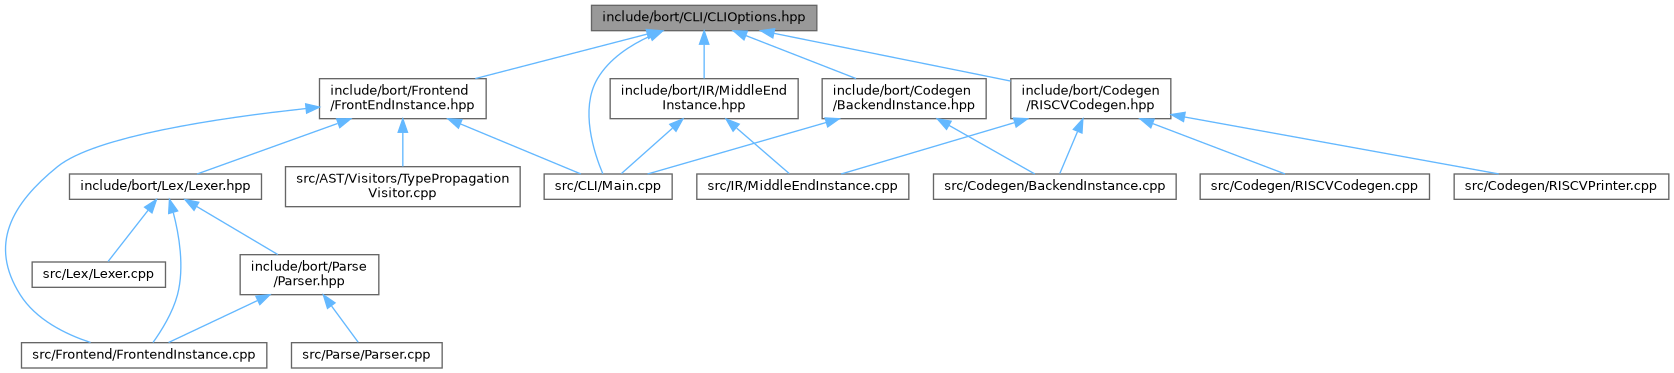 include/bort/CLI/CLIOptions.hpp
include/bort/Frontend
/FrontEndInstance.hpp
include/bort/IR/MiddleEnd
Instance.hpp
include/bort/Codegen
/BackendInstance.hpp
include/bort/Codegen
/RISCVCodegen.hpp
include/bort/Lex/Lexer.hpp
src/AST/Visitors/TypePropagation
Visitor.cpp
src/CLI/Main.cpp
src/IR/MiddleEndInstance.cpp
src/Codegen/BackendInstance.cpp
src/Codegen/RISCVCodegen.cpp
src/Codegen/RISCVPrinter.cpp
src/Lex/Lexer.cpp
include/bort/Parse
/Parser.hpp
src/Frontend/FrontendInstance.cpp
src/Parse/Parser.cpp